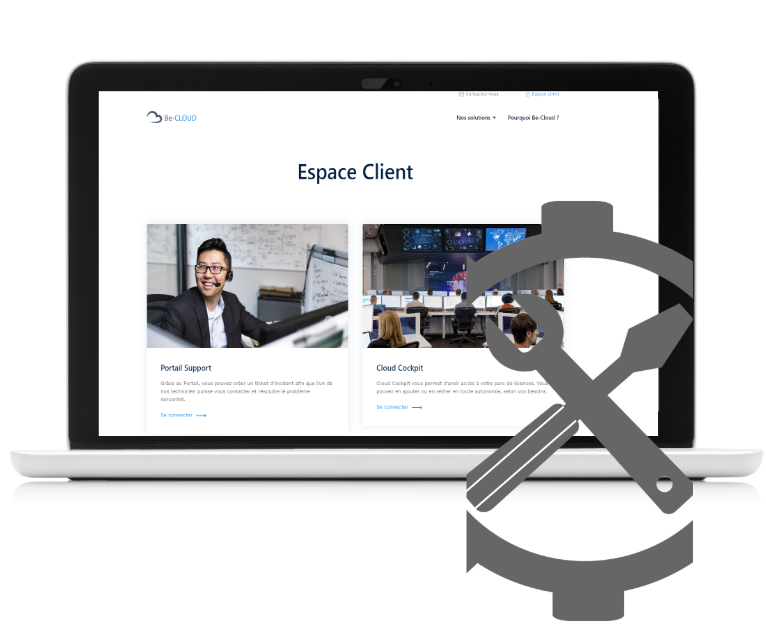 Contactez-vous
Espace client
Be-CLOUD
Nos solutions
Pourquoi Be-Cloud ?
Espace Client
Portail Support
Grâce au Portail, vous pouvez créer un ticket d'incident afin que l'un de
nos technicien puisse vous contacter et résoudre le problème
rencontré.
Se connecter
Cloud Cockpit
Cloud Cockpit vous permet d'avoir accès à votre parc de licences. Vous
pouvez en ajouter ou en retirer en toute autonomie, selon vos besoins.
Se connecter